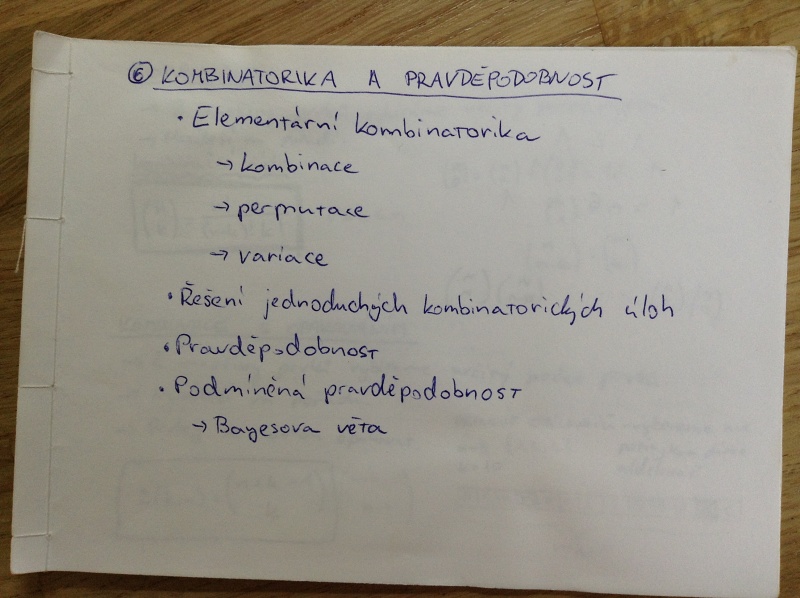 ⑥ KOMBINATORIKA A PRAVDĚPODOBNOST
• Elementární kombinatorika
→ kombinace
→ permutace
→ variace
• Řešení jednoduchých kombinatorických úloh
• Pravděpodobnost
• Podmíněná pravděpodobnost
→ Bayesova věta